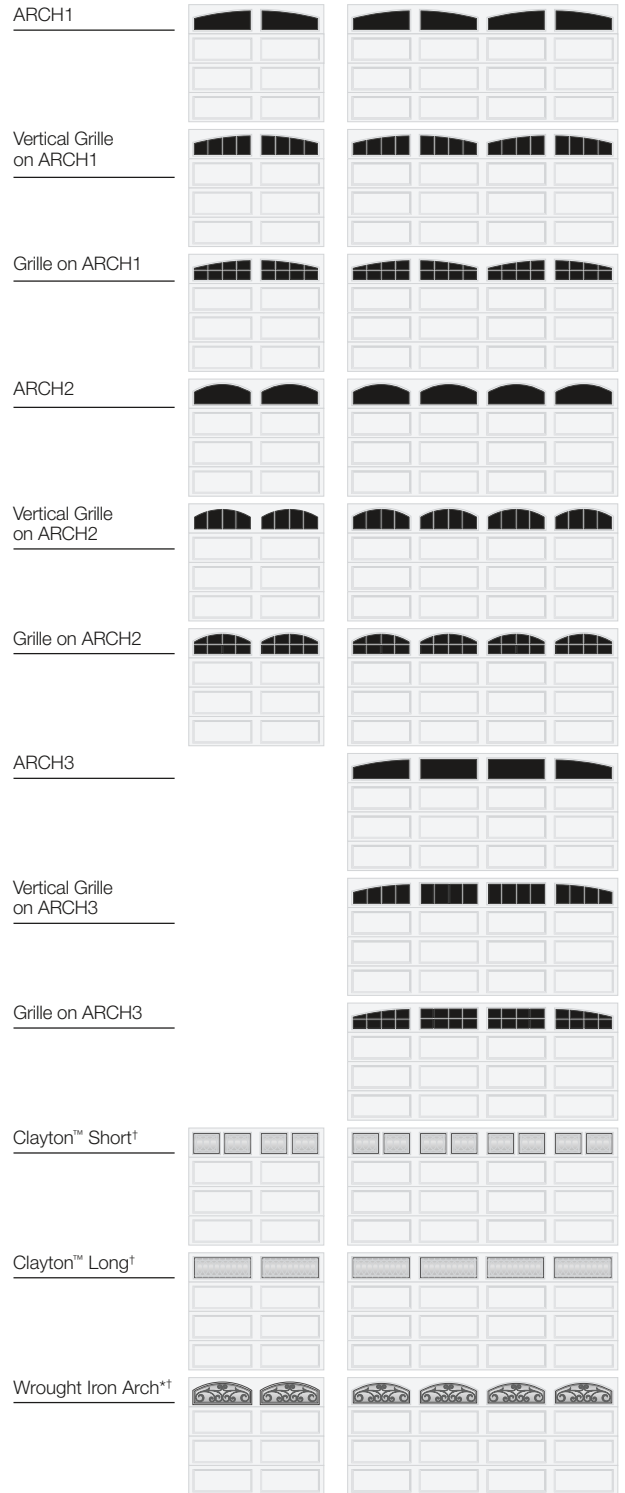 ARCH1
Vertical Grille
on ARCH1
Grille on ARCH1
ARCH2
Vertical Grille
on ARCH2
Grille on ARCH2
ARCH3
Vertical Grille
on ARCH3
Grille on ARCH3
Clayton™ Short†
Clayton™ Long†
Wrought Iron Arch*†